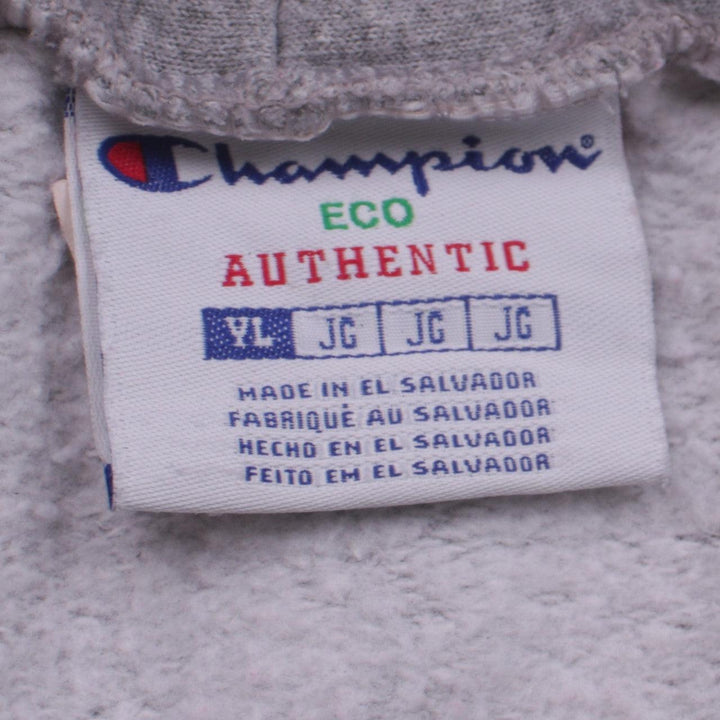 Champion®
ECO
AUTHENTIC
YL JG JG JG
MADE IN EL SALVADOR
FABRIQUÉ AU SALVADOR
HECHO EN EL SALVADOR
FEITO EM EL SALVADOR